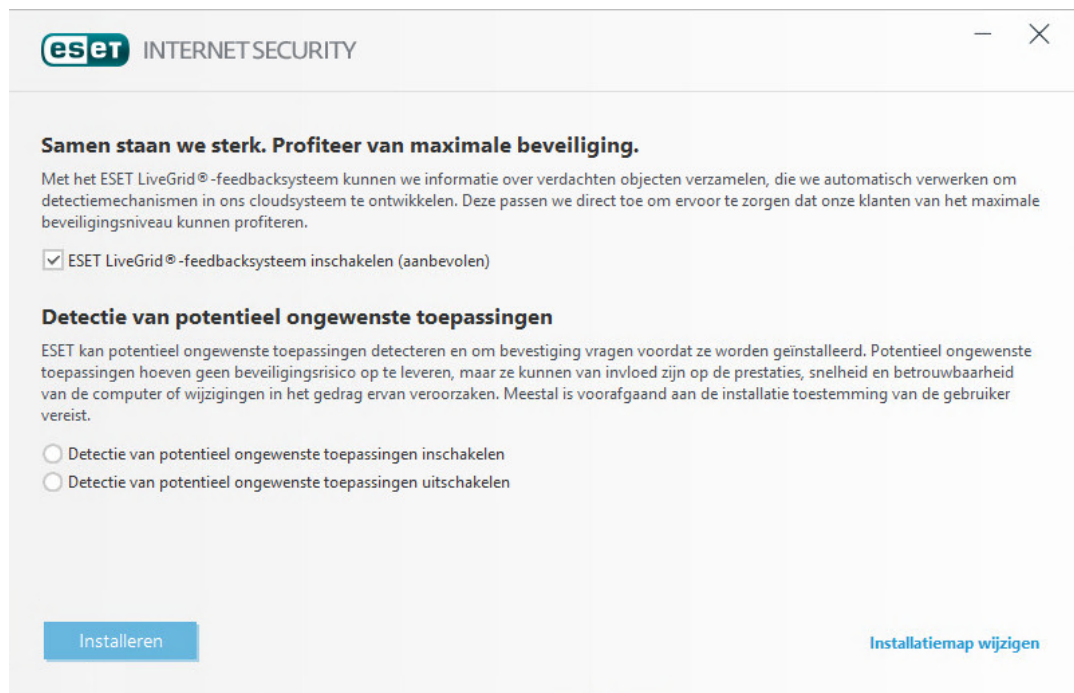 eset INTERNET SECURITY
Samen staan we sterk. Profiteer van maximale beveiliging.
Met het ESET LiveGrid®-feedbacksysteem kunnen we informatie over verdachten objecten verzamelen, die we automatisch verwerken om
detectiemechanismen in ons cloudsysteem te ontwikkelen. Deze passen we direct toe om ervoor te zorgen dat onze klanten van het maximale
beveiligingsniveau kunnen profiteren.
ESET LiveGrid®-feedbacksysteem inschakelen (aanbevolen)
Detectie van potentieel ongewenste toepassingen
ESET kan potentieel ongewenste toepassingen detecteren en om bevestiging vragen voordat ze worden geïnstalleerd. Potentieel ongewenste
toepassingen hoeven geen beveiligingsrisico op te leveren, maar ze kunnen van invloed zijn op de prestaties, snelheid en betrouwbaarheid
van de computer of wijzigingen in het gedrag ervan veroorzaken. Meestal is voorafgaand aan de installatie toestemming van de gebruiker
vereist.
Detectie van potentieel ongewenste toepassingen inschakelen
Detectie van potentieel ongewenste toepassingen uitschakelen
Installeren
Installatiemap wijzigen